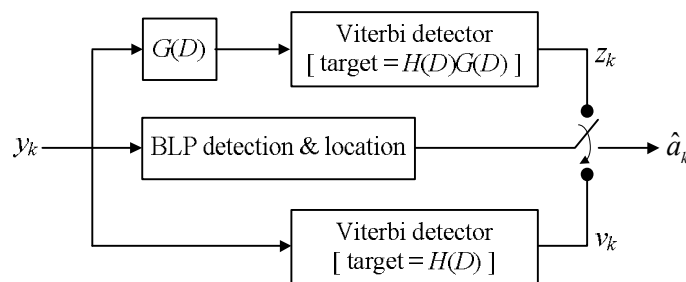 G(D)
Viterbi detector
[ target = H(D)G(D) ]
z_k
y_k
BLP detection & location
â_k
Viterbi detector
[ target = H(D) ]
v_k